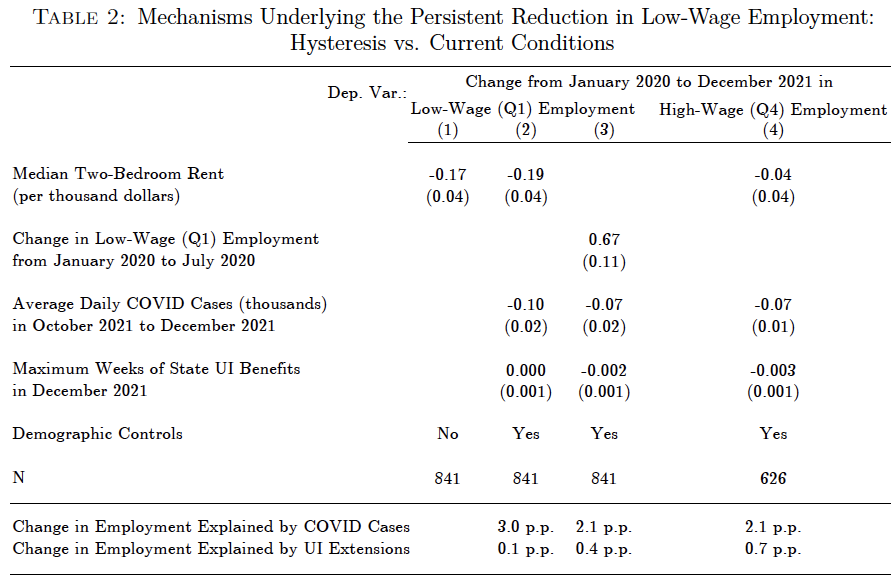 TABLE 2: Mechanisms Underlying the Persistent Reduction in Low-Wage Employment:
Hysteresis vs. Current Conditions
Dep. Var.: Change from January 2020 to December 2021 in
Low-Wage (Q1) Employment High-Wage (Q4) Employment
(1) (2) (3) (4)
Median Two-Bedroom Rent -0.17 -0.19 -0.04
(per thousand dollars) (0.04) (0.04) (0.04)
Change in Low-Wage (Q1) Employment 0.67
from January 2020 to July 2020 (0.11)
Average Daily COVID Cases (thousands) -0.10 -0.07 -0.07
in October 2021 to December 2021 (0.02) (0.02) (0.01)
Maximum Weeks of State UI Benefits 0.000 -0.002 -0.003
in December 2021 (0.001) (0.001) (0.001)
Demographic Controls No Yes Yes Yes
N 841 841 841 626
Change in Employment Explained by COVID Cases 3.0 p.p. 2.1 p.p. 2.1 p.p.
Change in Employment Explained by UI Extensions 0.1 p.p. 0.4 p.p. 0.7 p.p.